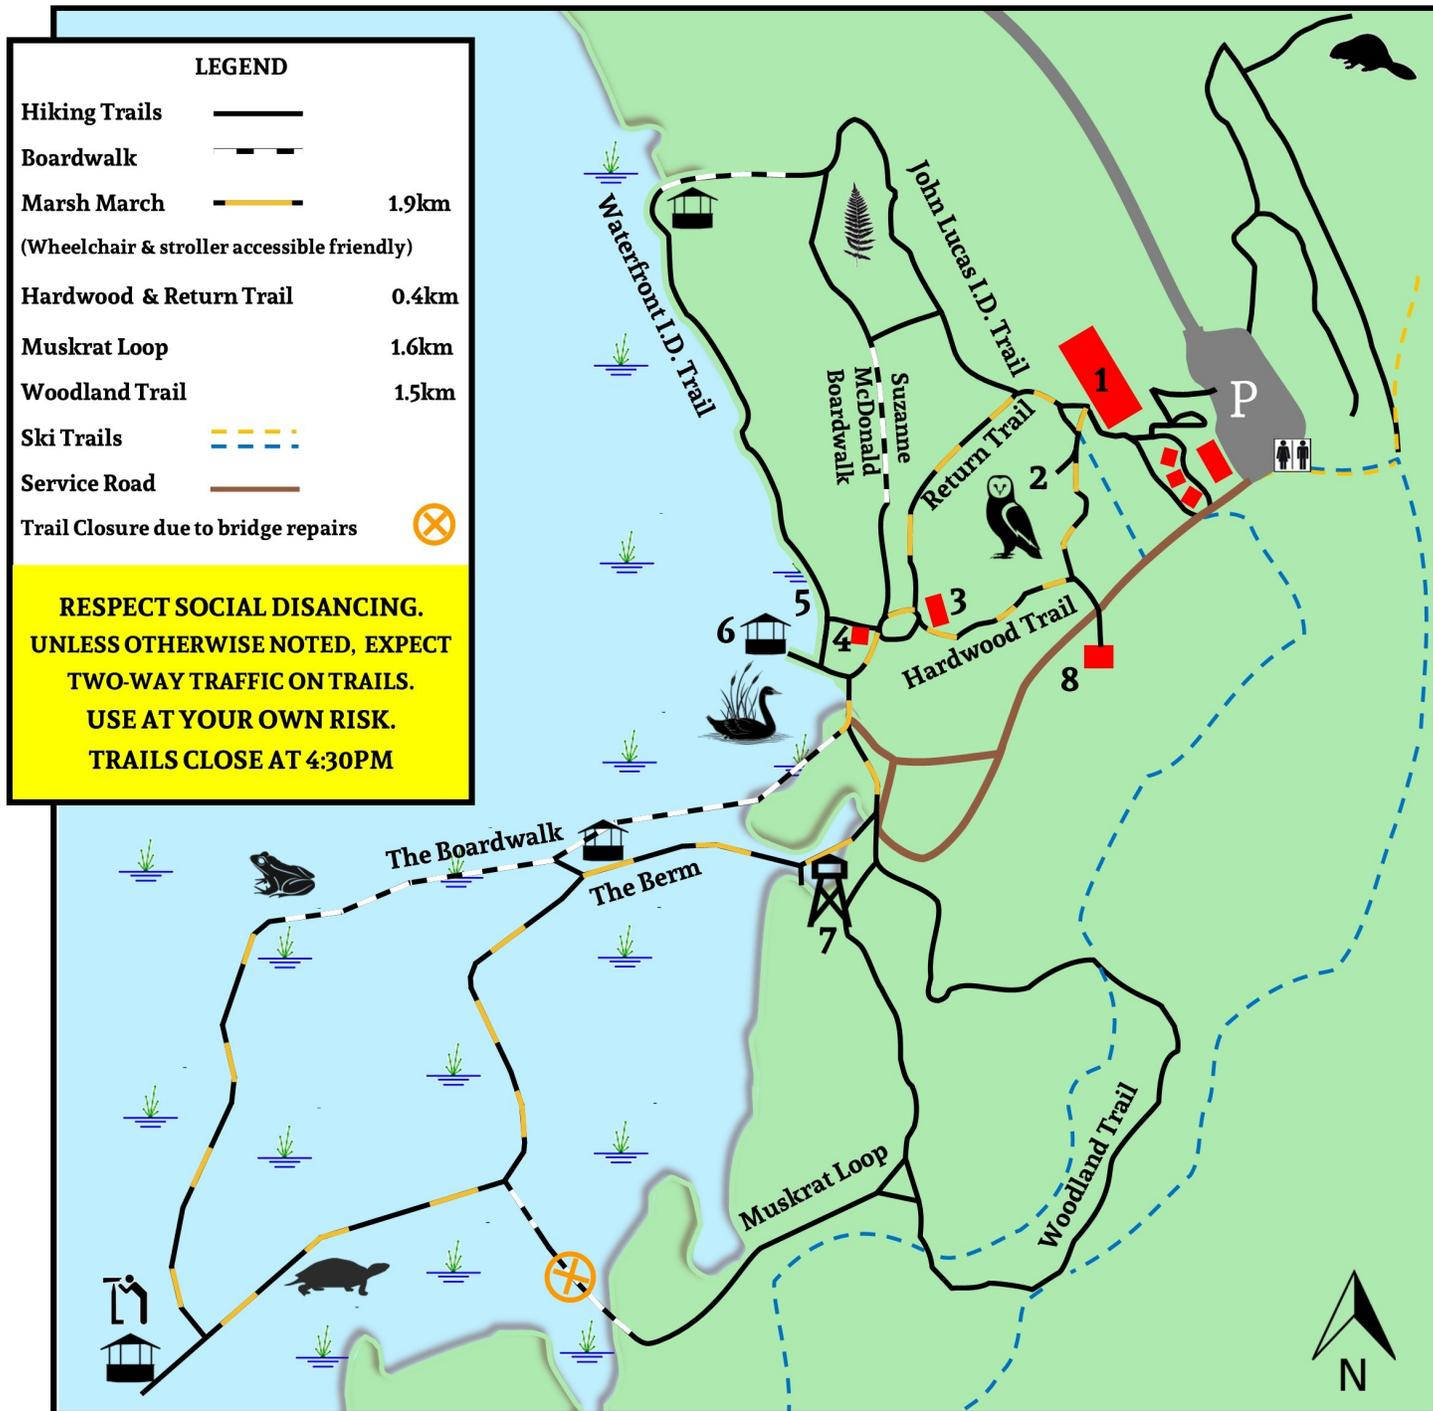 LEGEND
Hiking Trails
Boardwalk
Marsh March 1.9km
(Wheelchair & stroller accessible friendly)
Hardwood & Return Trail 0.4km
Muskrat Loop 1.6km
Woodland Trail 1.5km
Ski Trails
Service Road
Trail Closure due to bridge repairs
RESPECT SOCIAL DISANCING.
UNLESS OTHERWISE NOTED, EXPECT
TWO-WAY TRAFFIC ON TRAILS.
USE AT YOUR OWN RISK.
TRAILS CLOSE AT 4:30PM
Waterfront I.D. Trail
John Lucas I.D. Trail
Suzanne
McDonald
Boardwalk
Return Trail
1
P
2
3
4
5
6
Hardwood Trail
8
The Boardwalk
The Berm
7
Muskrat Loop
Woodland Trail
N